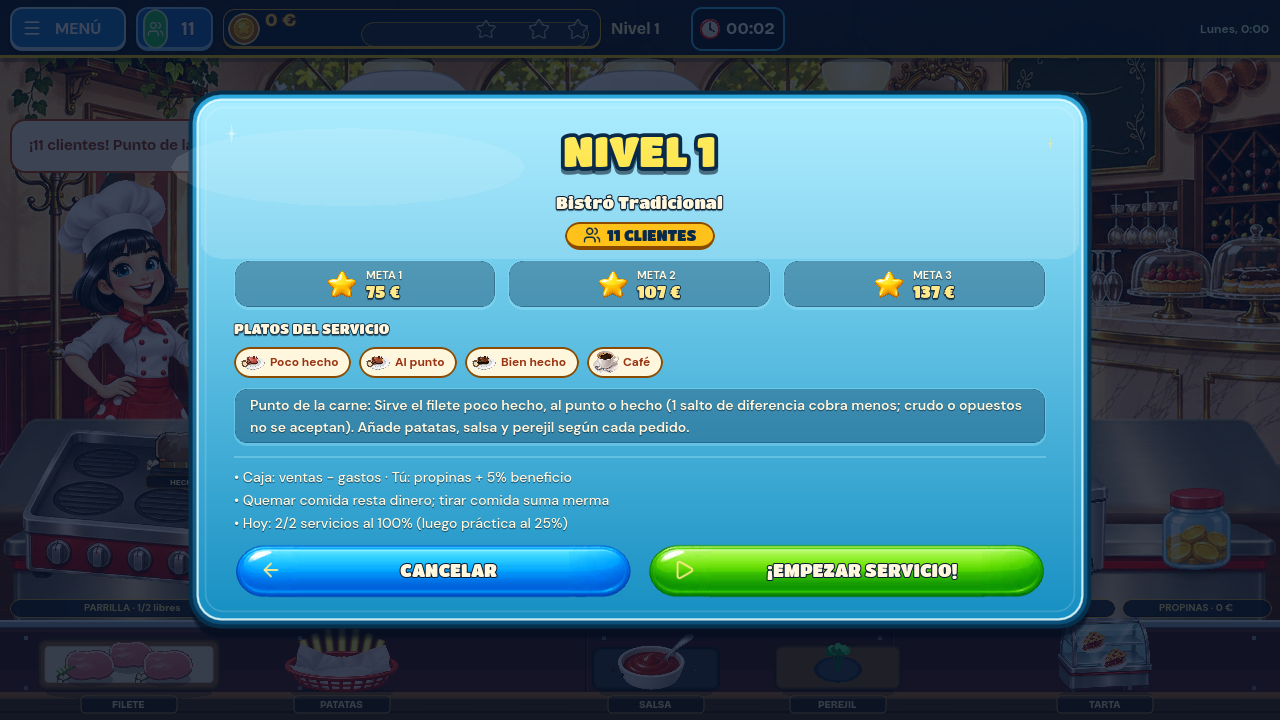 MENÚ
11
0 €
Nivel 1
00:02
Lunes, 0:00
¡11 clientes! Punto de la
NIVEL 1
Bistró Tradicional
11 CLIENTES
META 1
75 €
META 2
107 €
META 3
137 €
PLATOS DEL SERVICIO
Poco hecho
Al punto
Bien hecho
Café
Punto de la carne: Sirve el filete poco hecho, al punto o hecho (1 salto de diferencia cobra menos; crudo o opuestos
no se aceptan). Añade patatas, salsa y perejil según cada pedido.
• Caja: ventas − gastos · Tú: propinas + 5% beneficio
• Quemar comida resta dinero; tirar comida suma merma
• Hoy: 2/2 servicios al 100% (luego práctica al 25%)
CANCELAR
¡EMPEZAR SERVICIO!
PARRILLA · 1/2 libres
PROPINAS · 0 €
FILETE
PATATAS
SALSA
PEREJIL
TARTA